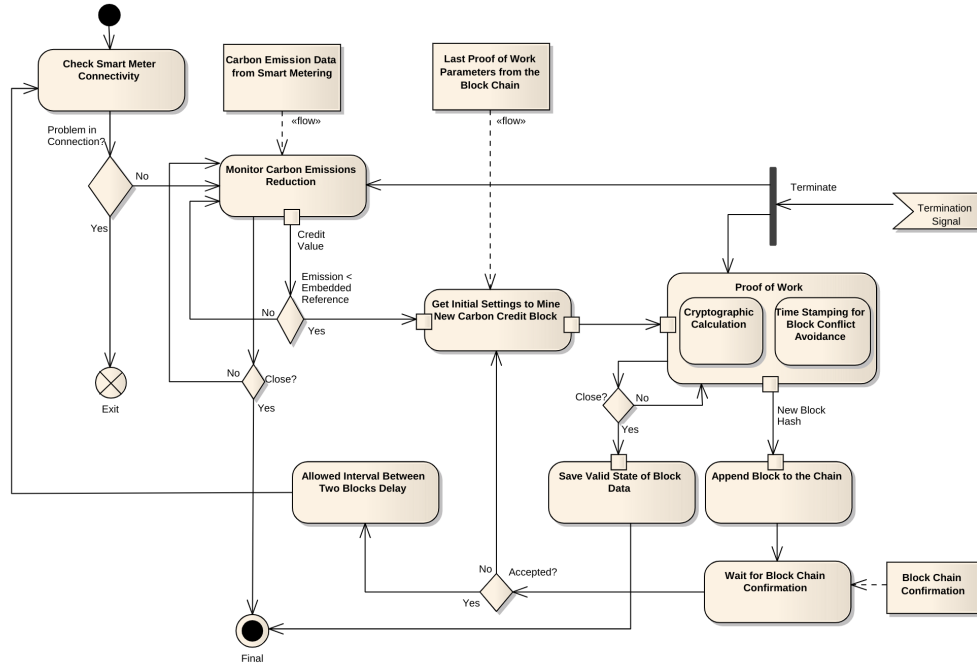 Check Smart Meter
Connectivity
Carbon Emission Data
from Smart Metering
Last Proof of Work
Parameters from the
Block Chain
«flow»
«flow»
Problem in
Connection?
No
Yes
Monitor Carbon Emissions
Reduction
Terminate
Termination
Signal
Credit
Value
Emission <
Embedded
Reference
No
Yes
Get Initial Settings to Mine
New Carbon Credit Block
Proof of Work
Cryptographic
Calculation
Time Stamping for
Block Conflict
Avoidance
No
Close?
Yes
Exit
Close?
No
Yes
New Block
Hash
Allowed Interval Between
Two Blocks Delay
Save Valid State of Block
Data
Append Block to the Chain
No
Accepted?
Yes
Wait for Block Chain
Confirmation
Block Chain
Confirmation
Final